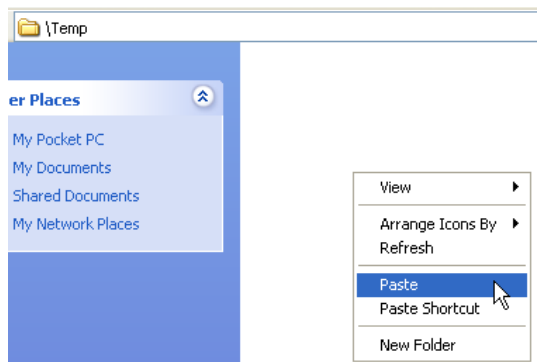 \Temp
er Places
My Pocket PC
My Documents
Shared Documents
My Network Places
View
Arrange Icons By
Refresh
Paste
Paste Shortcut
New Folder